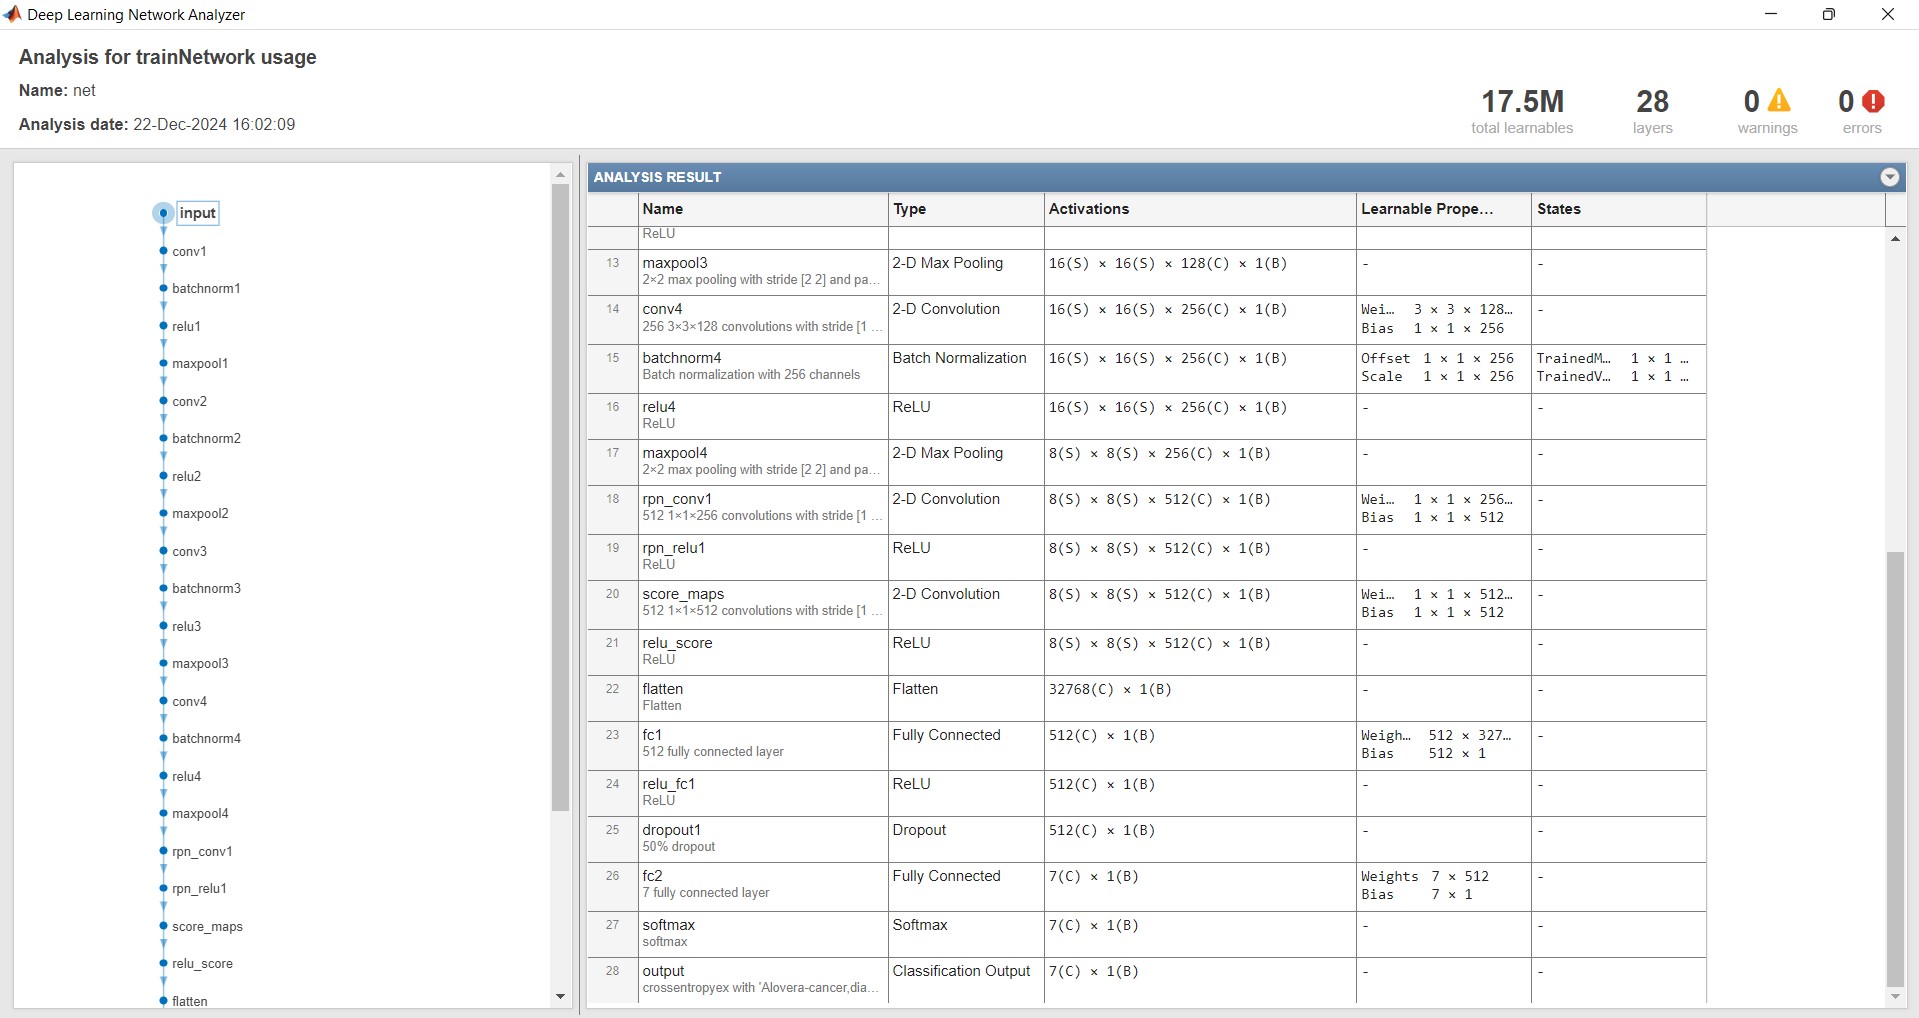 Deep Learning Network Analyzer
Analysis for trainNetwork usage
Name: net
Analysis date: 22-Dec-2024 16:02:09
17.5M
total learnables
28
layers
0
warnings
0
errors
input
conv1
batchnorm1
relu1
maxpool1
conv2
batchnorm2
relu2
maxpool2
conv3
batchnorm3
relu3
maxpool3
conv4
batchnorm4
relu4
maxpool4
rpn_conv1
rpn_relu1
score_maps
relu_score
flatten
ANALYSIS RESULT
Name Type Activations Learnable Prope... States
ReLU
13 maxpool3 2-D Max Pooling 16(S) × 16(S) × 128(C) × 1(B) - -
2×2 max pooling with stride [2 2] and pa...
14 conv4 2-D Convolution 16(S) × 16(S) × 256(C) × 1(B) Wei... 3 × 3 × 128... -
256 3×3×128 convolutions with stride [1 ... Bias 1 × 1 × 256
15 batchnorm4 Batch Normalization 16(S) × 16(S) × 256(C) × 1(B) Offset 1 × 1 × 256 TrainedM... 1 × 1 ...
Batch normalization with 256 channels Scale 1 × 1 × 256 TrainedV... 1 × 1 ...
16 relu4 ReLU 16(S) × 16(S) × 256(C) × 1(B) - -
ReLU
17 maxpool4 2-D Max Pooling 8(S) × 8(S) × 256(C) × 1(B) - -
2×2 max pooling with stride [2 2] and pa...
18 rpn_conv1 2-D Convolution 8(S) × 8(S) × 512(C) × 1(B) Wei... 1 × 1 × 256... -
512 1×1×256 convolutions with stride [1 ... Bias 1 × 1 × 512
19 rpn_relu1 ReLU 8(S) × 8(S) × 512(C) × 1(B) - -
ReLU
20 score_maps 2-D Convolution 8(S) × 8(S) × 512(C) × 1(B) Wei... 1 × 1 × 512... -
512 1×1×512 convolutions with stride [1 ... Bias 1 × 1 × 512
21 relu_score ReLU 8(S) × 8(S) × 512(C) × 1(B) - -
ReLU
22 flatten Flatten 32768(C) × 1(B) - -
Flatten
23 fc1 Fully Connected 512(C) × 1(B) Weigh... 512 × 327... -
512 fully connected layer Bias 512 × 1
24 relu_fc1 ReLU 512(C) × 1(B) - -
ReLU
25 dropout1 Dropout 512(C) × 1(B) - -
50% dropout
26 fc2 Fully Connected 7(C) × 1(B) Weights 7 × 512 -
7 fully connected layer Bias 7 × 1
27 softmax Softmax 7(C) × 1(B) - -
softmax
28 output Classification Output 7(C) × 1(B) - -
crossentropyex with 'Alovera-cancer,dia...